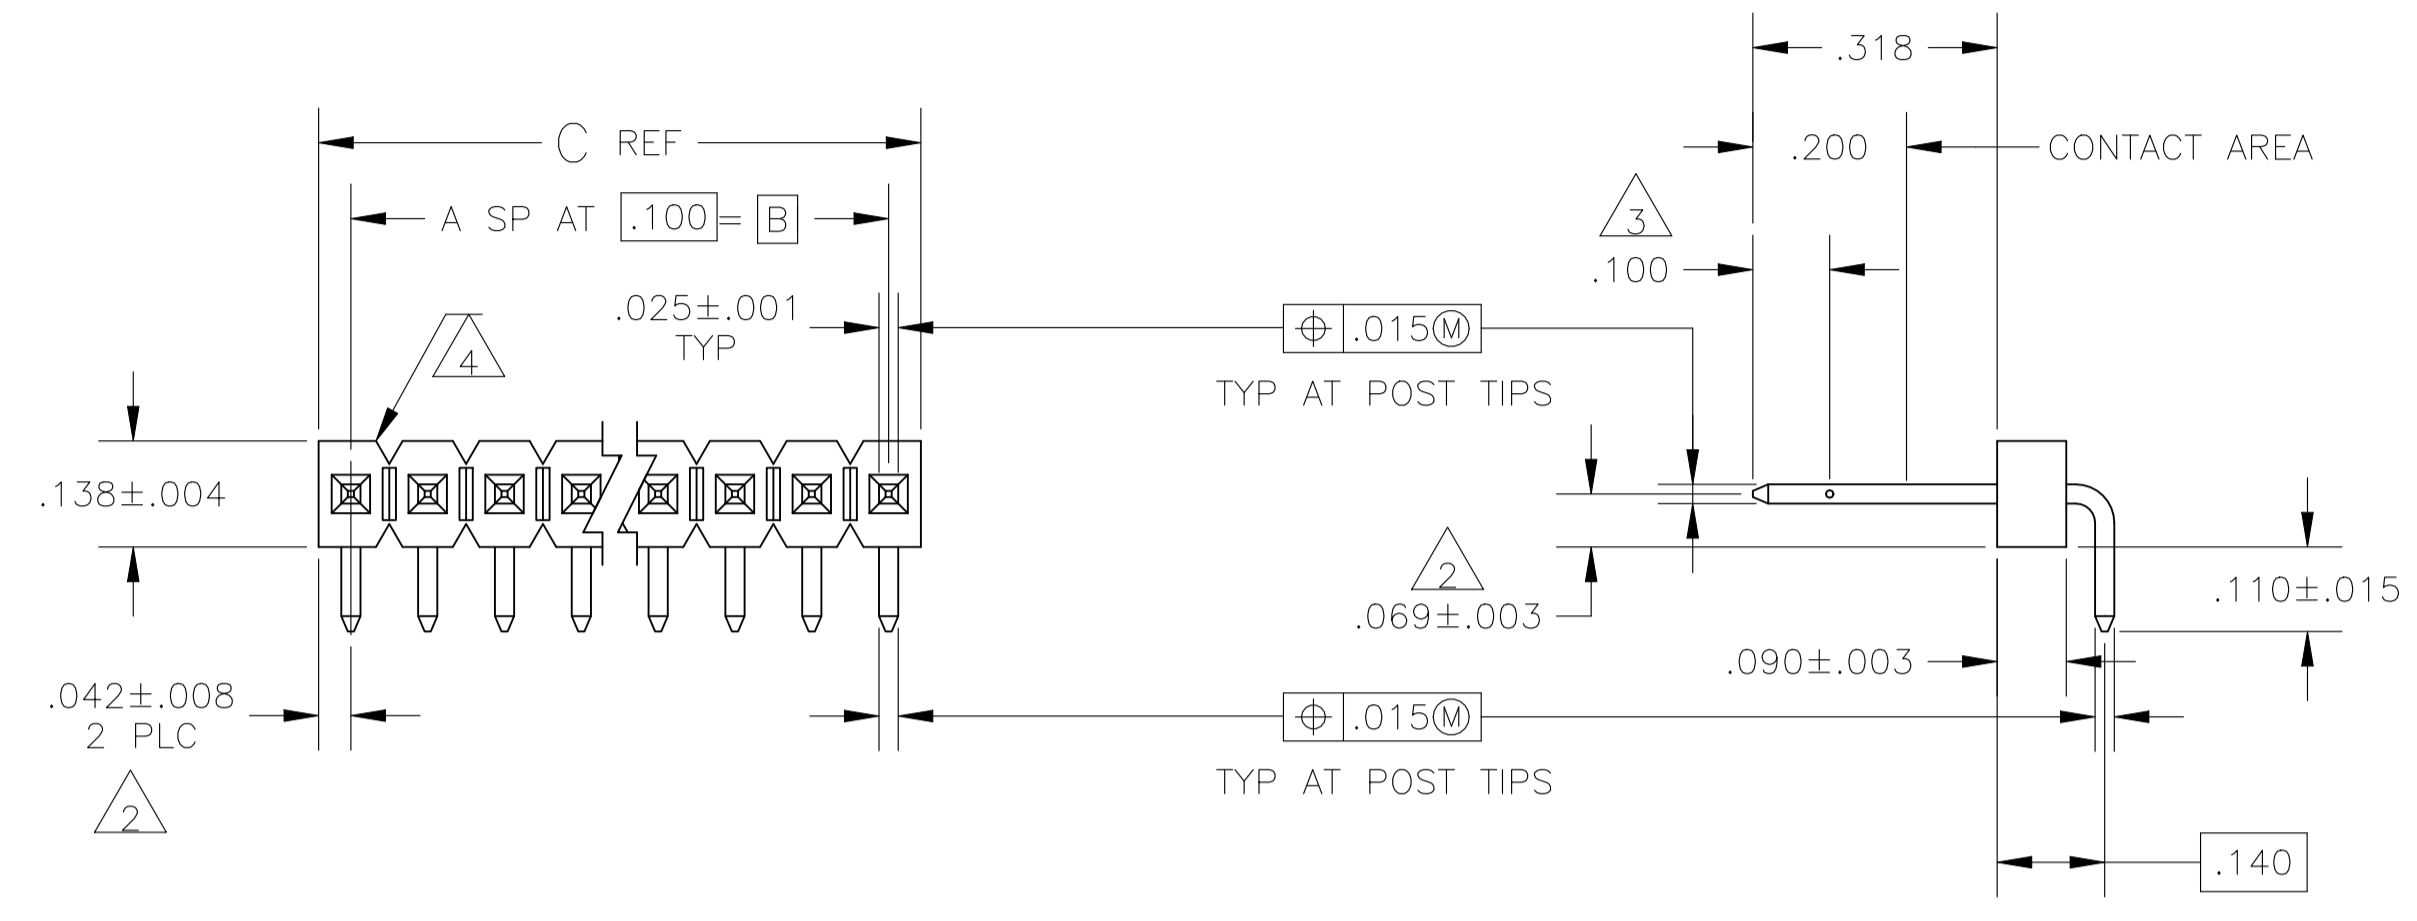 C REF
A SP AT .100 = B
.025±.001
TYP
4
.138±.004
.042±.008
2 PLC
2
⌖ .015Ⓜ
TYP AT POST TIPS
⌖ .015Ⓜ
TYP AT POST TIPS
.318
.200 CONTACT AREA
3
.100
2
.069±.003
.110±.015
.090±.003
.140